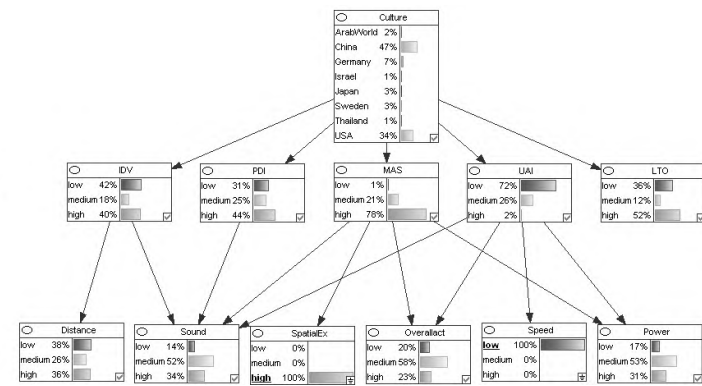 Culture
ArabWorld 2%
China 47%
Germany 7%
Israel 1%
Japan 3%
Sweden 3%
Thailand 1%
USA 34%
IDV
low 42%
medium 18%
high 40%
PDI
low 31%
medium 25%
high 44%
MAS
low 1%
medium 21%
high 78%
UAI
low 72%
medium 26%
high 2%
LTO
low 36%
medium 12%
high 52%
Distance
low 38%
medium 26%
high 36%
Sound
low 14%
medium 52%
high 34%
SpatialEx
low 0%
medium 0%
high 100%
Overallact
low 20%
medium 58%
high 23%
Speed
low 100%
medium 0%
high 0%
Power
low 17%
medium 53%
high 31%